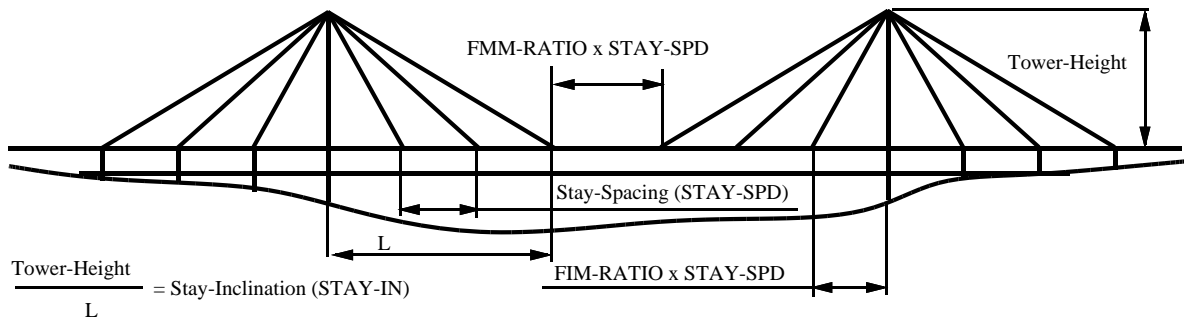 FMM-RATIO x STAY-SPD
Tower-Height
Stay-Spacing (STAY-SPD)
L
Tower-Height
L
= Stay-Inclination (STAY-IN)
FIM-RATIO x STAY-SPD